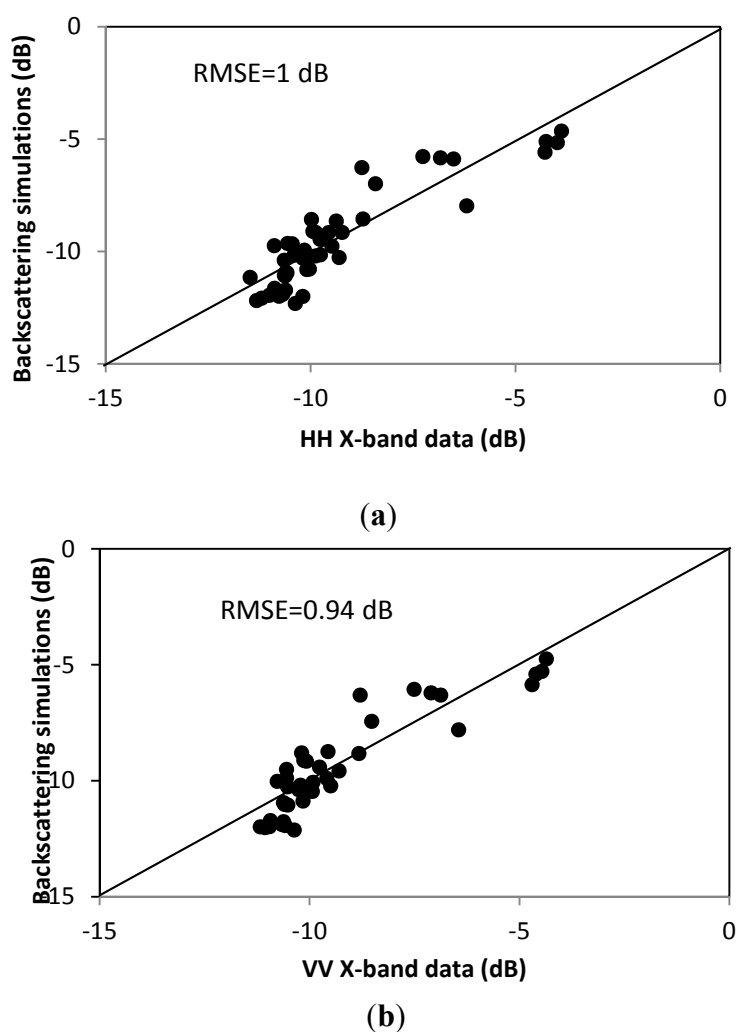 0
RMSE=1 dB
-5
-10
-15
-15
-10
-5
0
Backscattering simulations (dB)
HH X-band data (dB)
(a)
0
RMSE=0.94 dB
-5
-10
-15
-15
-10
-5
0
Backscattering simulations (dB)
VV X-band data (dB)
(b)